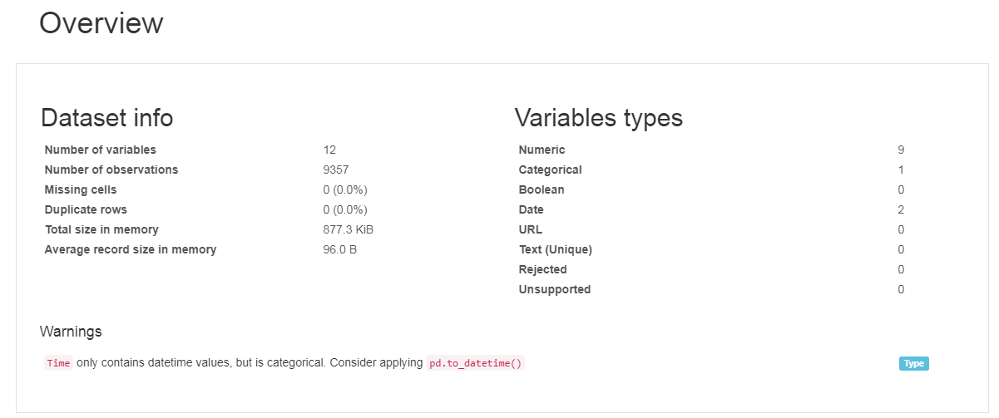 Overview
Dataset info
Number of variables 12
Number of observations 9357
Missing cells 0 (0.0%)
Duplicate rows 0 (0.0%)
Total size in memory 877.3 KiB
Average record size in memory 96.0 B
Variables types
Numeric 9
Categorical 1
Boolean 0
Date 2
URL 0
Text (Unique) 0
Rejected 0
Unsupported 0
Warnings
Time only contains datetime values, but is categorical. Consider applying pd.to_datetime() Type